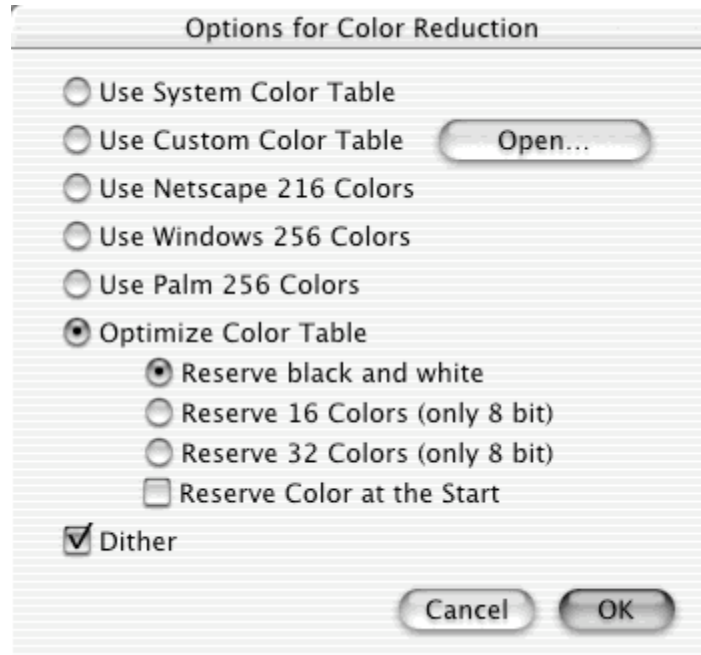 Options for Color Reduction
Use System Color Table
Use Custom Color Table Open...
Use Netscape 216 Colors
Use Windows 256 Colors
Use Palm 256 Colors
Optimize Color Table
Reserve black and white
Reserve 16 Colors (only 8 bit)
Reserve 32 Colors (only 8 bit)
Reserve Color at the Start
Dither
Cancel OK